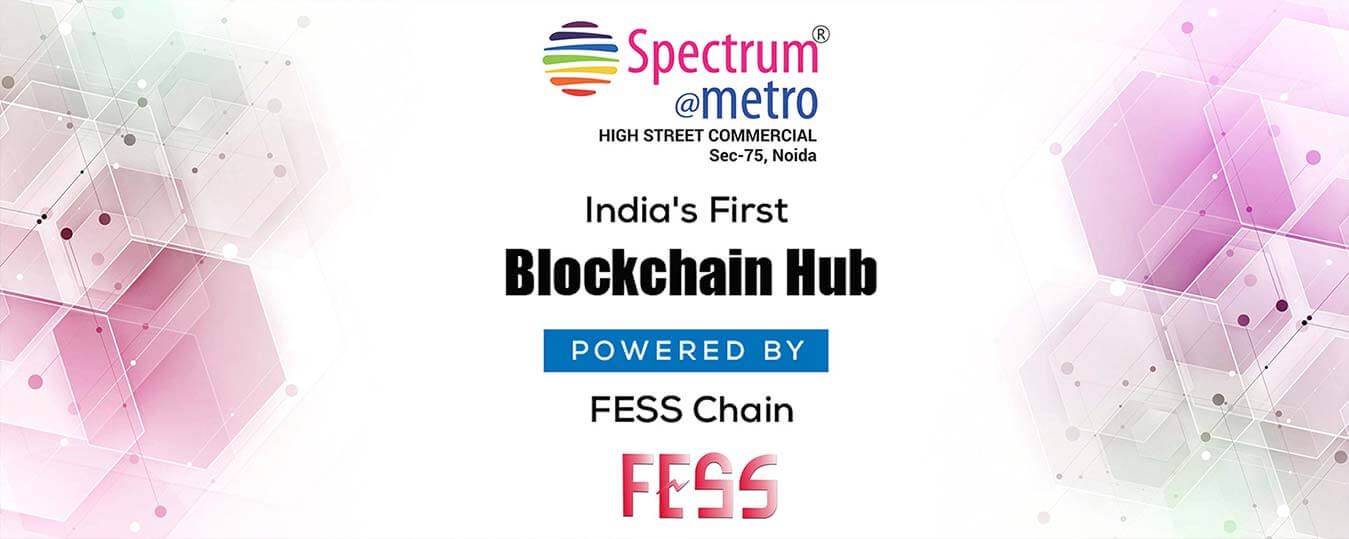 Spectrum®
@metro
HIGH STREET COMMERCIAL
Sec-75, Noida
India's First
Blockchain Hub
POWERED BY
FESS Chain
FESS